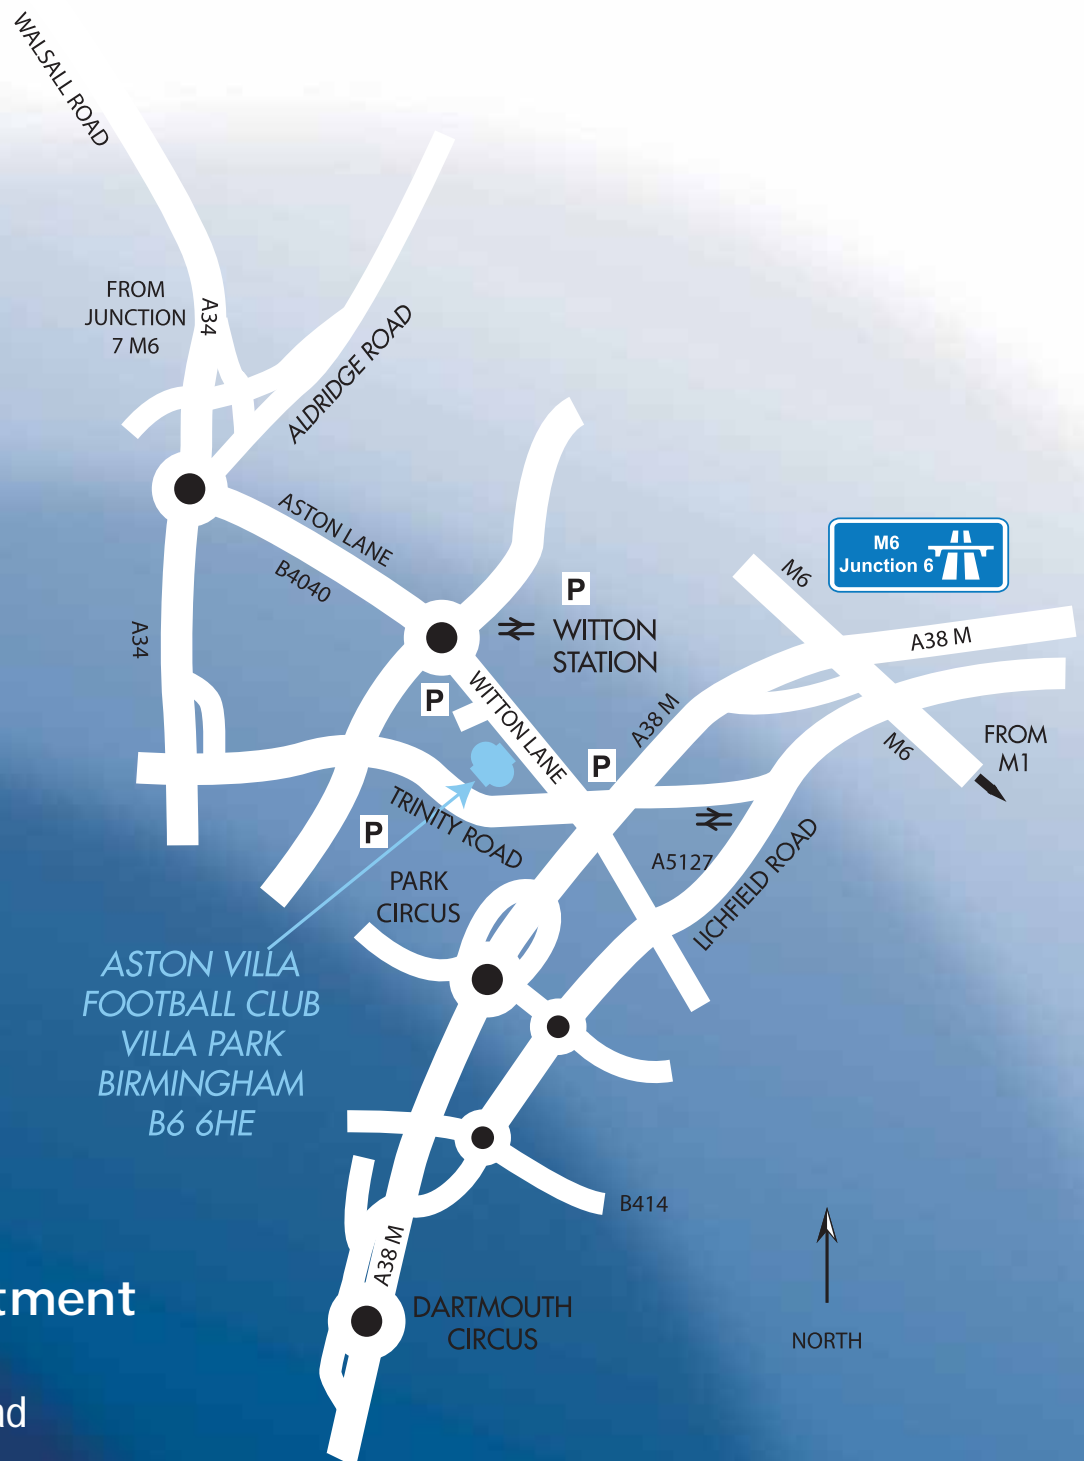 WALSALL ROAD
FROM
JUNCTION
7 M6
A34
ALDRIDGE ROAD
ASTON LANE
B4040
A34
M6
Junction 6
P
WITTON
STATION
M6
A38 M
P
WITTON LANE
A38 M
M6
FROM
M1
P
TRINITY ROAD
P
A5127
LICHFIELD ROAD
PARK
CIRCUS
ASTON VILLA
FOOTBALL CLUB
VILLA PARK
BIRMINGHAM
B6 6HE
B414
A38 M
DARTMOUTH
CIRCUS
NORTH
tment
nd